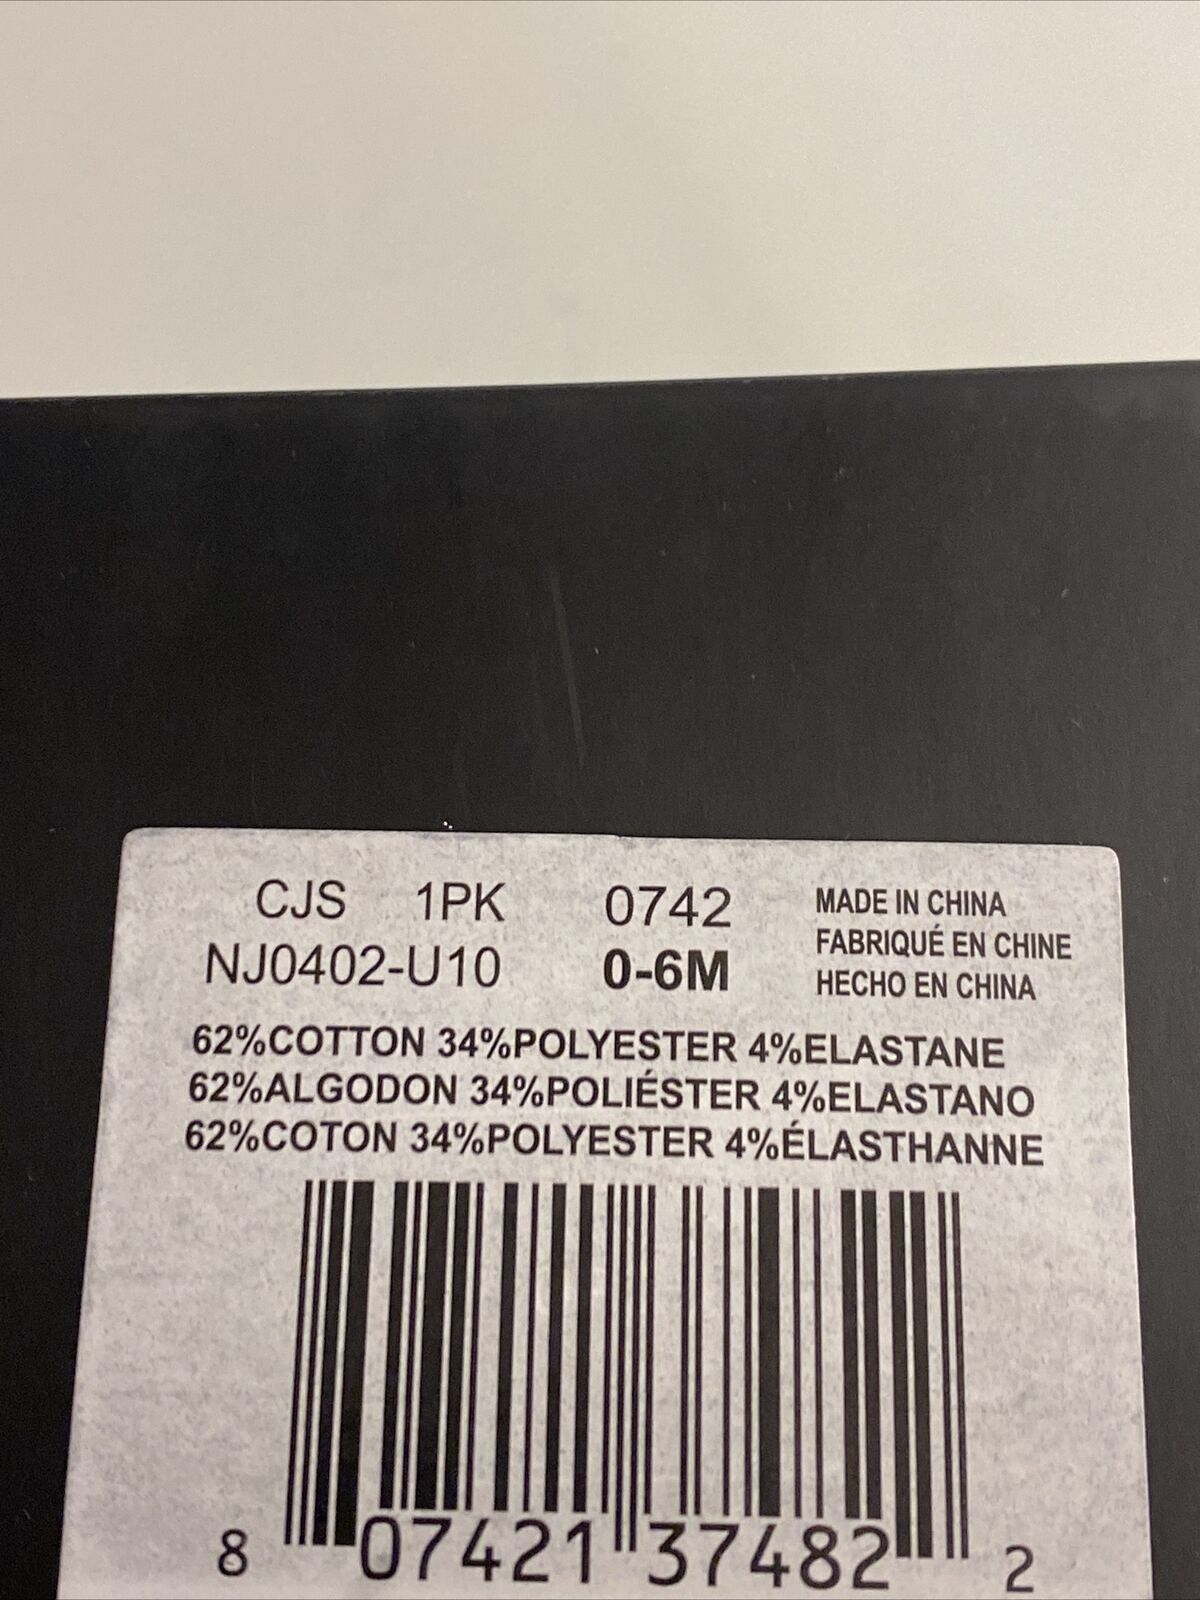 CJS 1PK 0742 MADE IN CHINA
NJ0402-U10 0-6M FABRIQUÉ EN CHINE
HECHO EN CHINA
62%COTTON 34%POLYESTER 4%ELASTANE
62%ALGODON 34%POLIÉSTER 4%ELASTANO
62%COTON 34%POLYESTER 4%ÉLASTHANNE
8 07421 37482 2